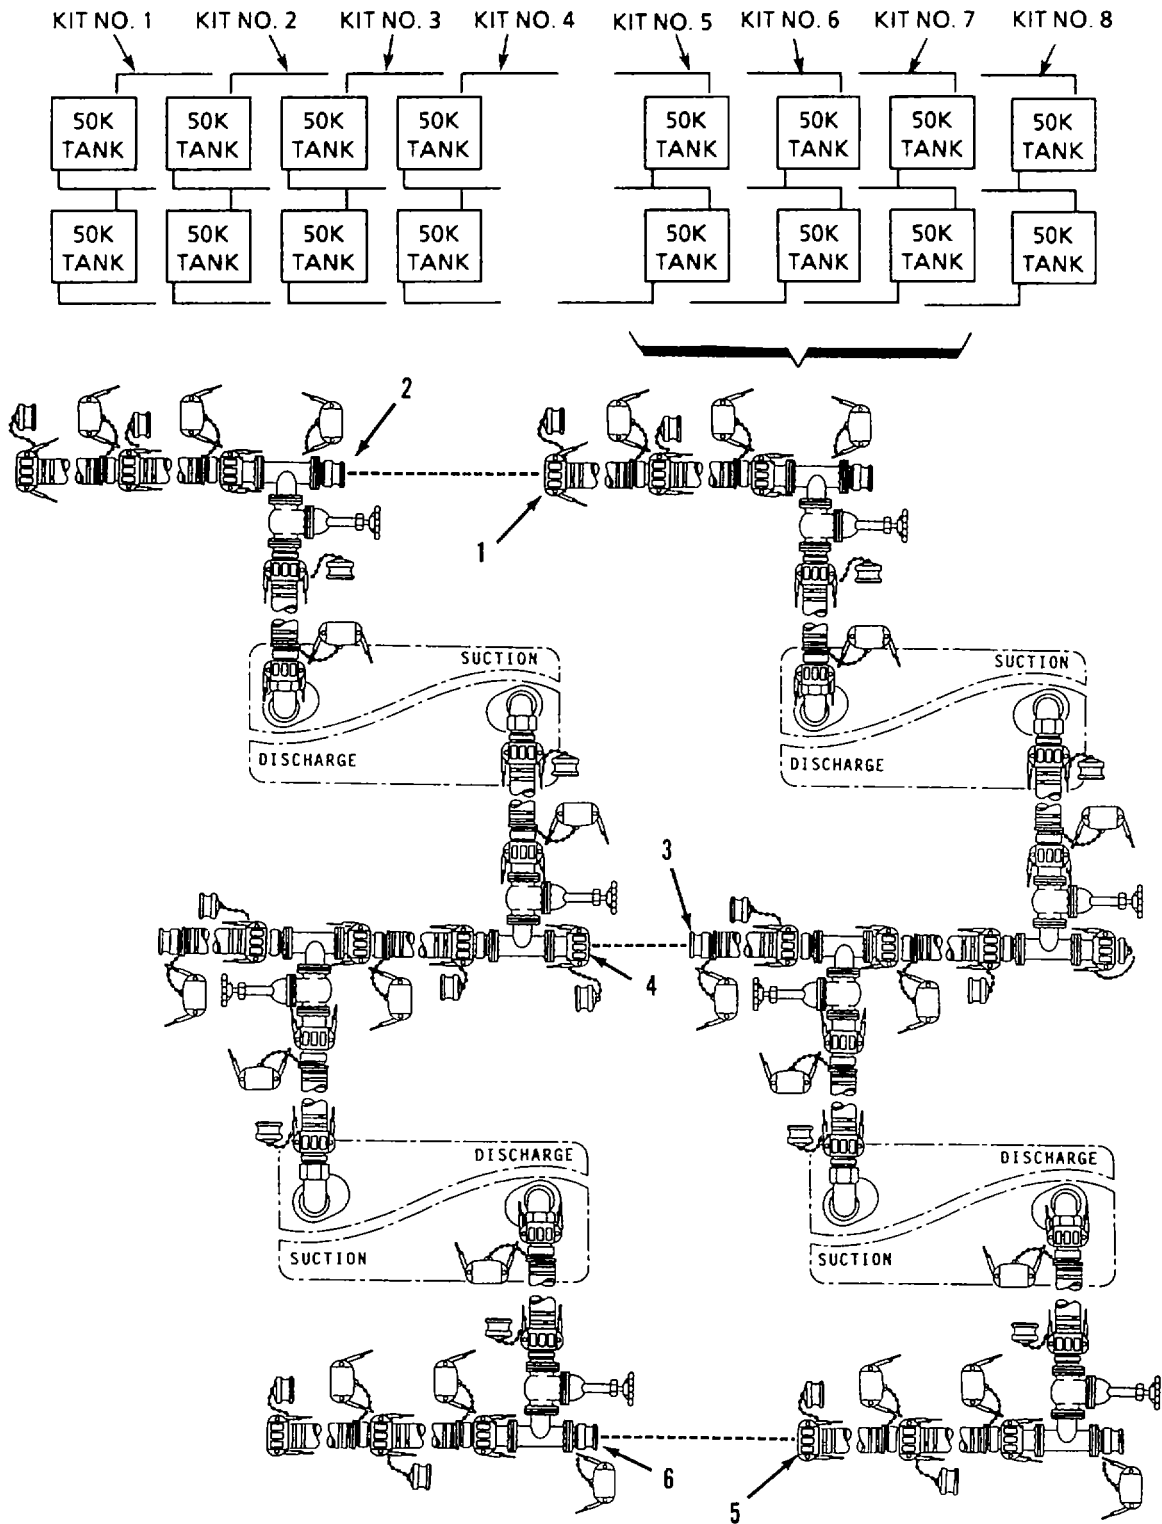 KIT NO. 1 KIT NO. 2 KIT NO. 3 KIT NO. 4 KIT NO. 5 KIT NO. 6 KIT NO. 7 KIT NO. 8
50K 50K 50K 50K 50K 50K 50K 50K
TANK TANK TANK TANK TANK TANK TANK TANK
50K 50K 50K 50K 50K 50K 50K 50K
TANK TANK TANK TANK TANK TANK TANK TANK
2
1
SUCTION SUCTION
DISCHARGE DISCHARGE
3
4
DISCHARGE DISCHARGE
SUCTION SUCTION
6
5